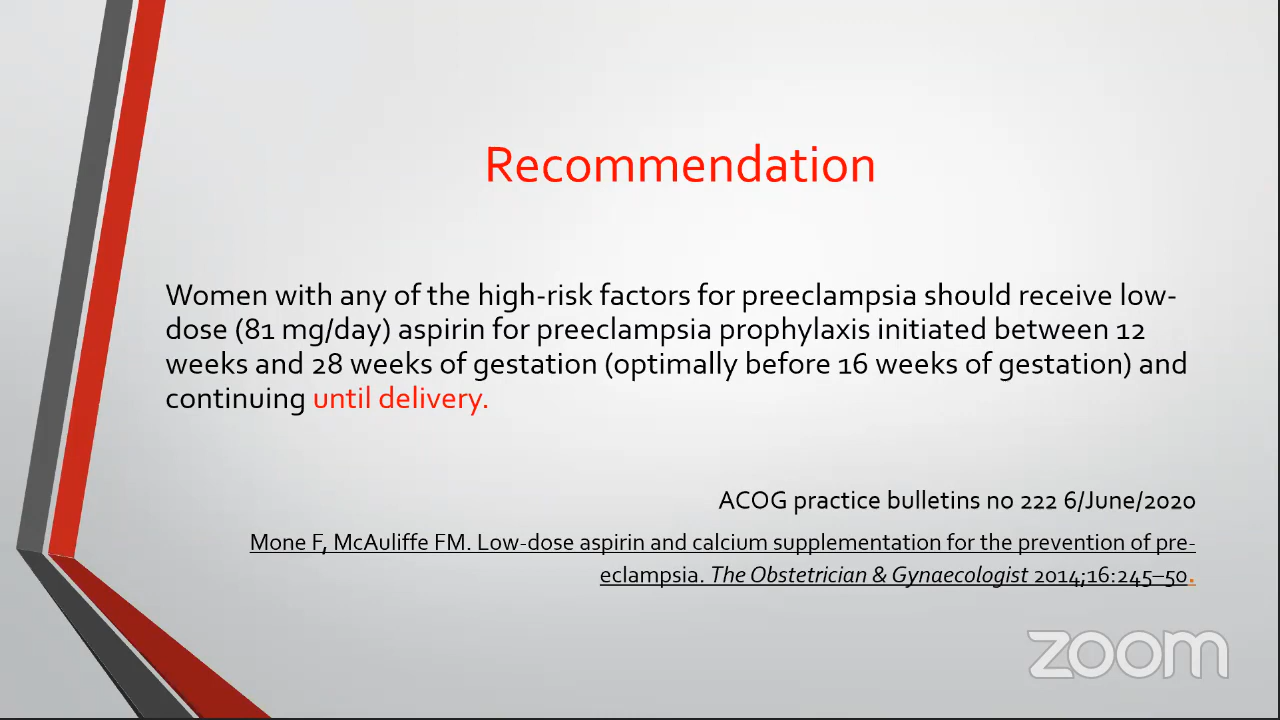 Recommendation
Women with any of the high-risk factors for preeclampsia should receive low-
dose (81 mg/day) aspirin for preeclampsia prophylaxis initiated between 12
weeks and 28 weeks of gestation (optimally before 16 weeks of gestation) and
continuing until delivery.
ACOG practice bulletins no 222 6/June/2020
Mone F, McAuliffe FM. Low-dose aspirin and calcium supplementation for the prevention of pre-
eclampsia. The Obstetrician & Gynaecologist 2014;16:245–50.
zoom